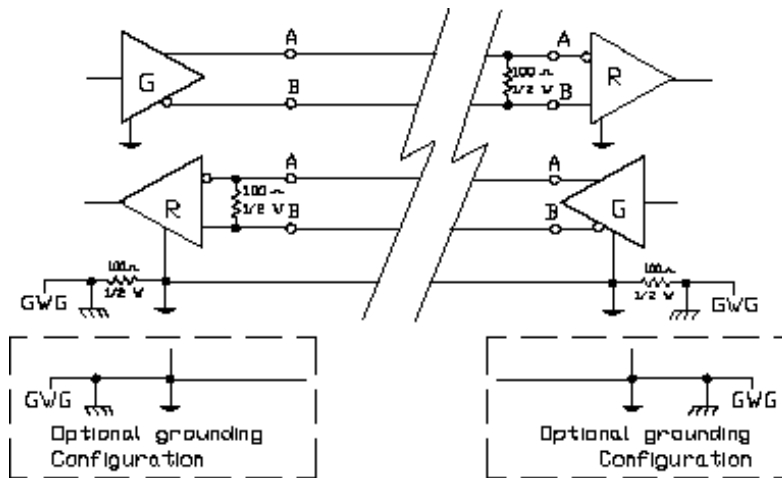 A
A
G
100 Ω
1/2 W
R
B
B
A
A
R
100 Ω
1/2 W
B
B
G
100 Ω
1/2 W
GWG
100 Ω
1/2 W
GWG
GWG
Optional grounding
Configuration
GWG
Optional grounding
Configuration